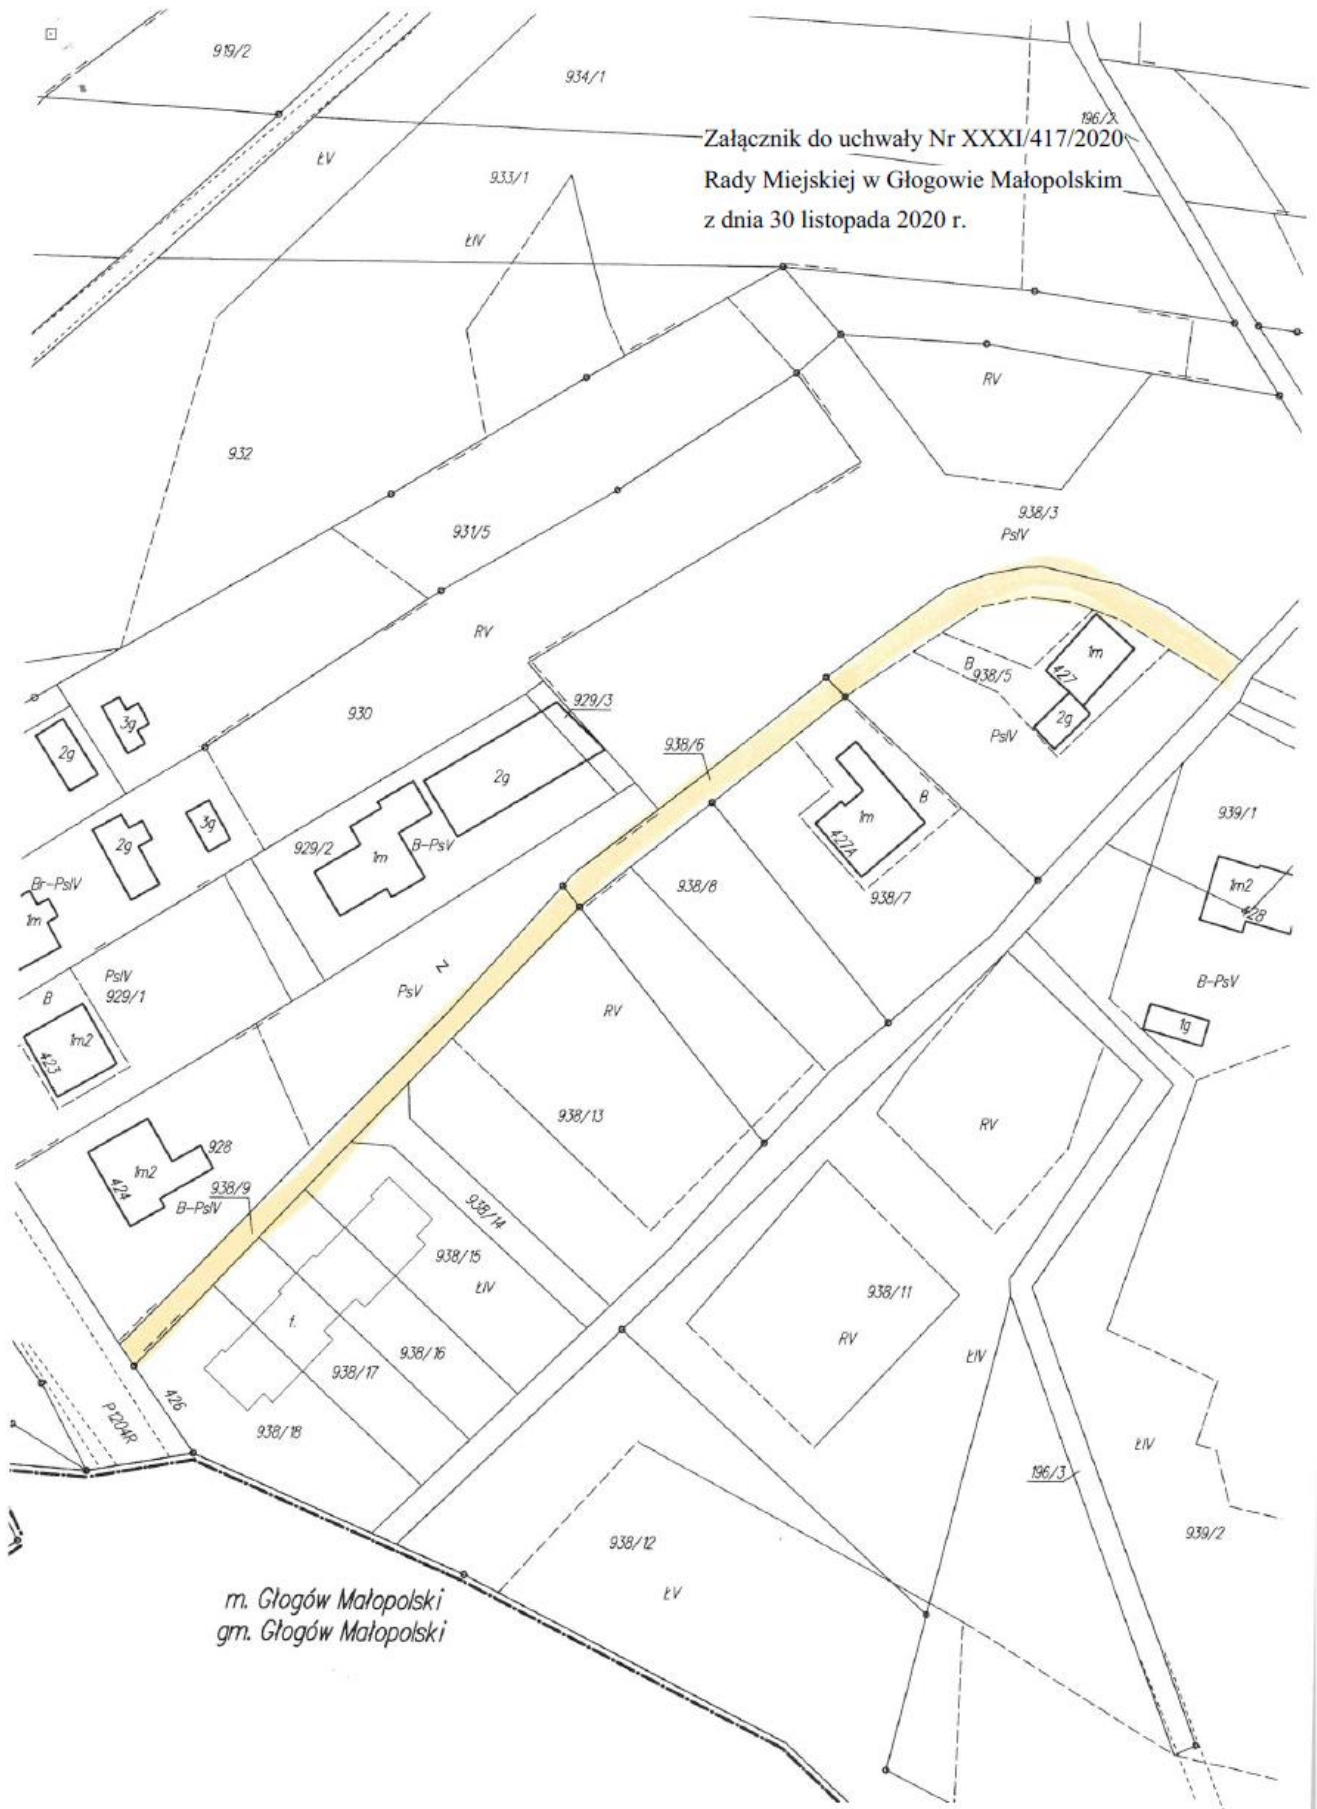 919/2
934/1
196/2
Załącznik do uchwały Nr XXXI/417/2020
Rady Miejskiej w Głogowie Małopolskim
z dnia 30 listopada 2020 r.
ŁV
933/1
ŁIV
RV
932
931/5
938/3
PsIV
RV
1m
427
B
938/5
2g
PsIV
929/3
930
3g
2g
938/6
2g
939/1
B
1m
427A
3g
2g
929/2
1m
B-PsV
Br-PsIV
1m
938/8
938/7
1m2
428
PsIV
929/1
B
Z
PsV
B-PsV
RV
1g
1m2
423
938/13
RV
928
1m2
424
938/9
B-PsIV
938/14
938/15
ŁIV
938/11
RV
f.
938/16
938/17
ŁIV
426
P1204R
938/18
ŁIV
196/3
939/2
938/12
ŁV
m. Głogów Małopolski
gm. Głogów Małopolski